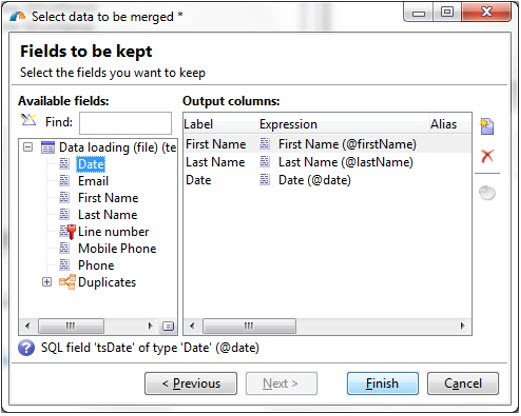 Select data to be merged *
Fields to be kept
Select the fields you want to keep
Available fields:
Find:
Data loading (file) (te
Date
Email
First Name
Last Name
Line number
Mobile Phone
Phone
Duplicates
Output columns:
Label Expression Alias
First Name First Name (@firstName)
Last Name Last Name (@lastName)
Date Date (@date)
SQL field 'tsDate' of type 'Date' (@date)
< Previous Next > Finish Cancel